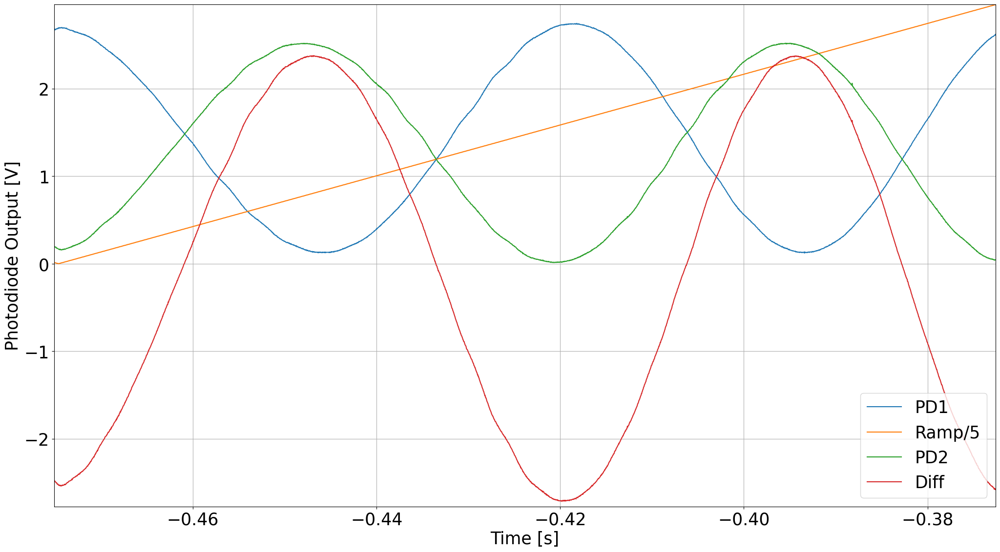 Photodiode Output [V]
2
1
0
−1
−2
−0.46
−0.44
−0.42
−0.40
−0.38
Time [s]
PD1
Ramp/5
PD2
Diff